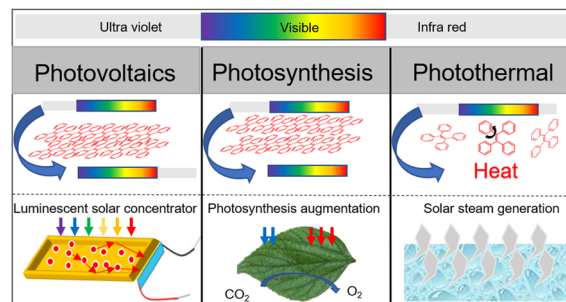 Ultra violet Visible Infra red
Photovoltaics Photosynthesis Photothermal
Heat
Luminescent solar concentrator Photosynthesis augmentation Solar steam generation
CO2 O2